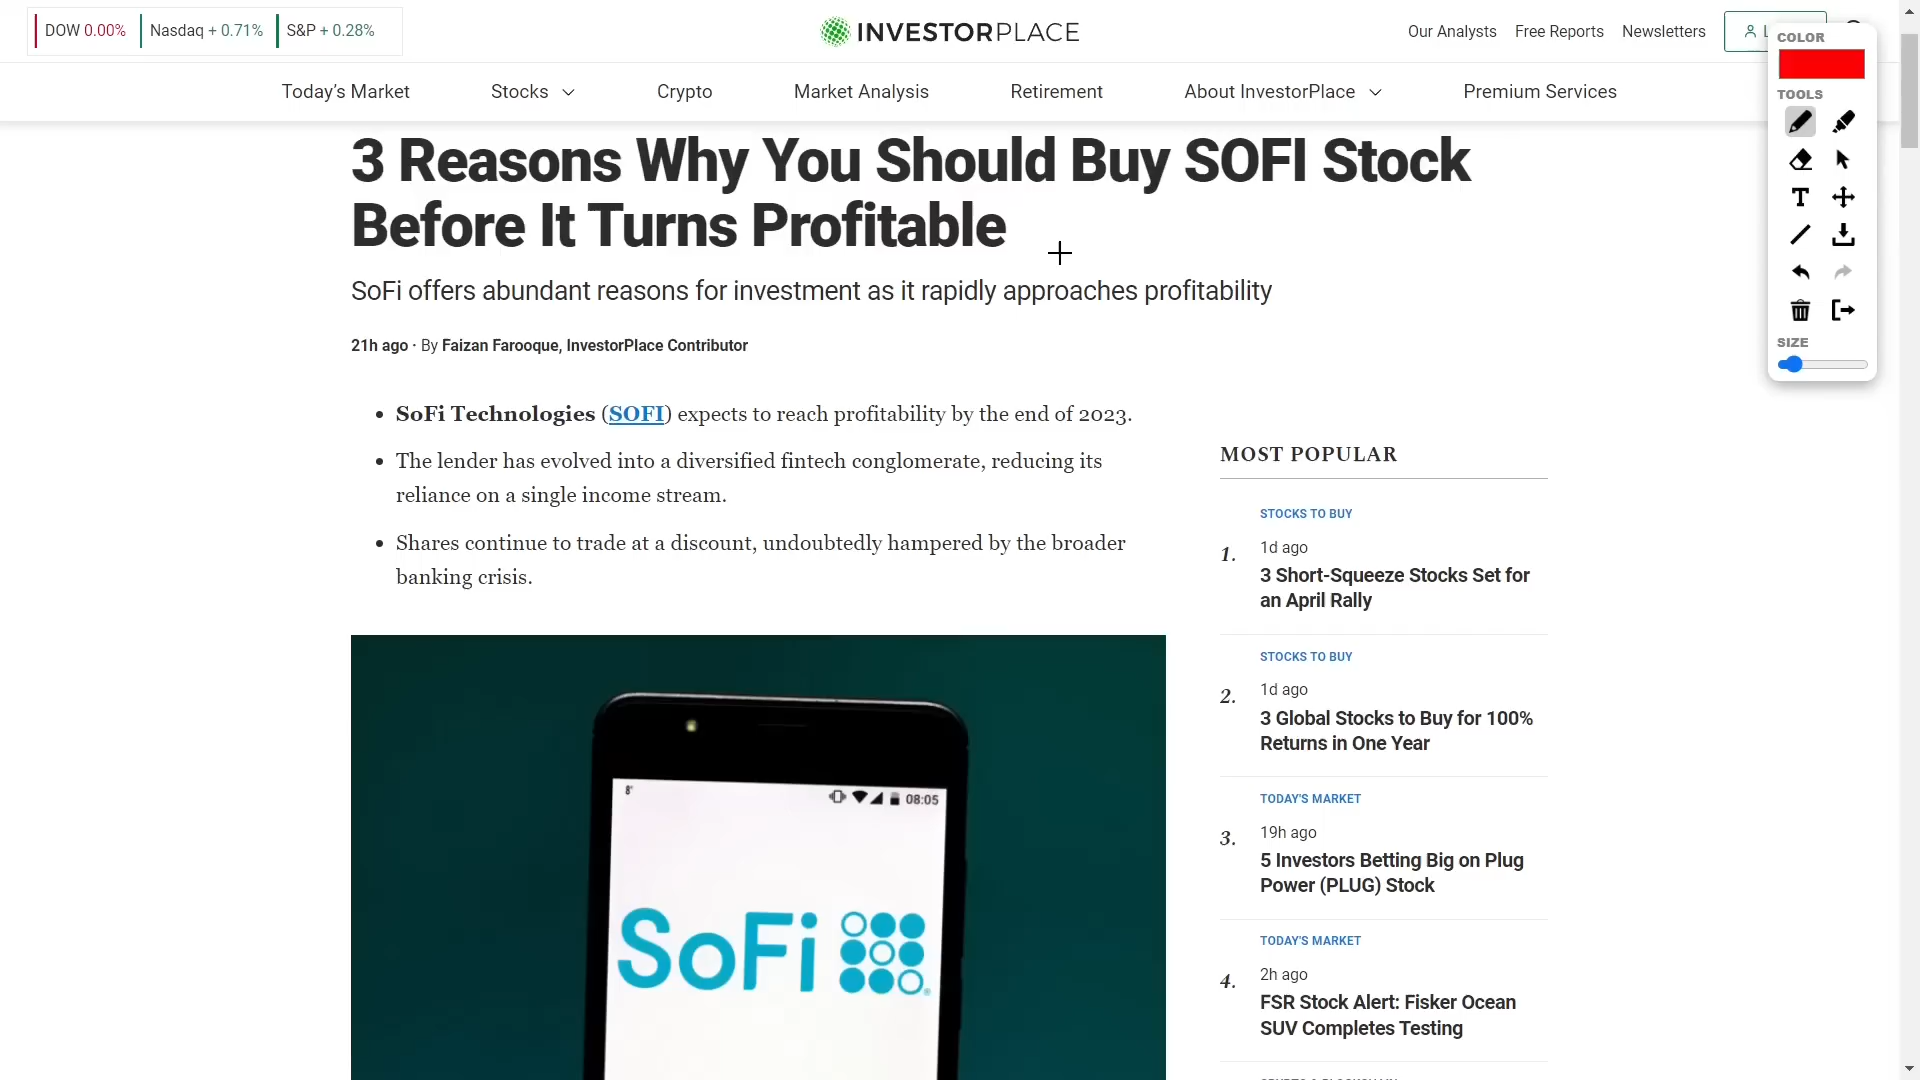 DOW 0.00% Nasdaq + 0.71% S&P + 0.28%
INVESTORPLACE
Our Analysts Free Reports Newsletters
Today’s Market Stocks Crypto Market Analysis Retirement About InvestorPlace Premium Services
3 Reasons Why You Should Buy SOFI Stock
Before It Turns Profitable
SoFi offers abundant reasons for investment as it rapidly approaches profitability
21h ago · By Faizan Farooque, InvestorPlace Contributor
• SoFi Technologies (SOFI) expects to reach profitability by the end of 2023.
• The lender has evolved into a diversified fintech conglomerate, reducing its
reliance on a single income stream.
• Shares continue to trade at a discount, undoubtedly hampered by the broader
banking crisis.
8°
08:05
SoFi
MOST POPULAR
STOCKS TO BUY
1. 1d ago
3 Short-Squeeze Stocks Set for
an April Rally
STOCKS TO BUY
2. 1d ago
3 Global Stocks to Buy for 100%
Returns in One Year
TODAY'S MARKET
3. 19h ago
5 Investors Betting Big on Plug
Power (PLUG) Stock
TODAY'S MARKET
4. 2h ago
FSR Stock Alert: Fisker Ocean
SUV Completes Testing
COLOR
TOOLS
T
SIZE